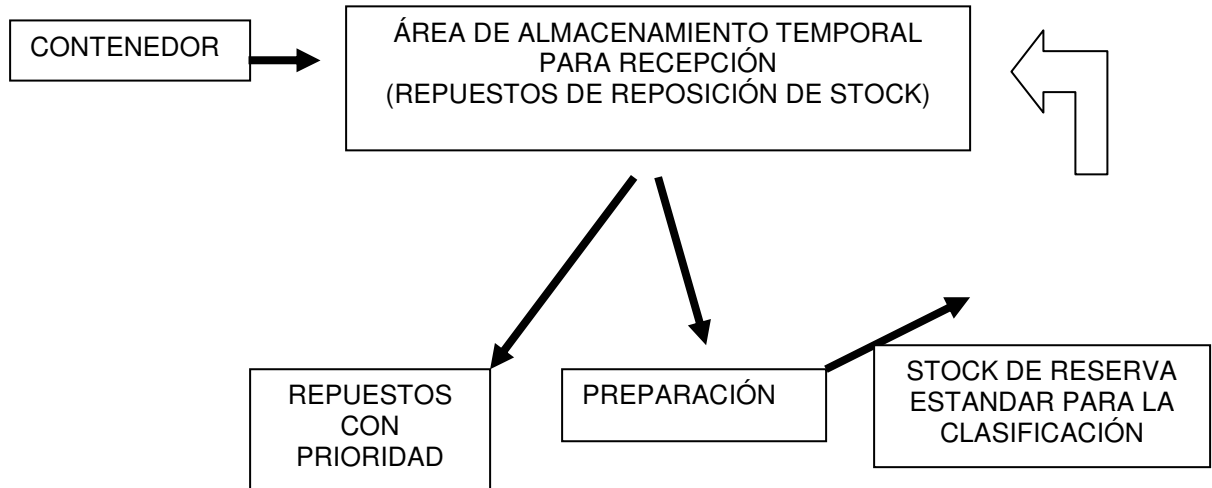 CONTENEDOR
ÁREA DE ALMACENAMIENTO TEMPORAL
PARA RECEPCIÓN
(REPUESTOS DE REPOSICIÓN DE STOCK)
REPUESTOS
CON
PRIORIDAD
PREPARACIÓN
STOCK DE RESERVA
ESTANDAR PARA LA
CLASIFICACIÓN